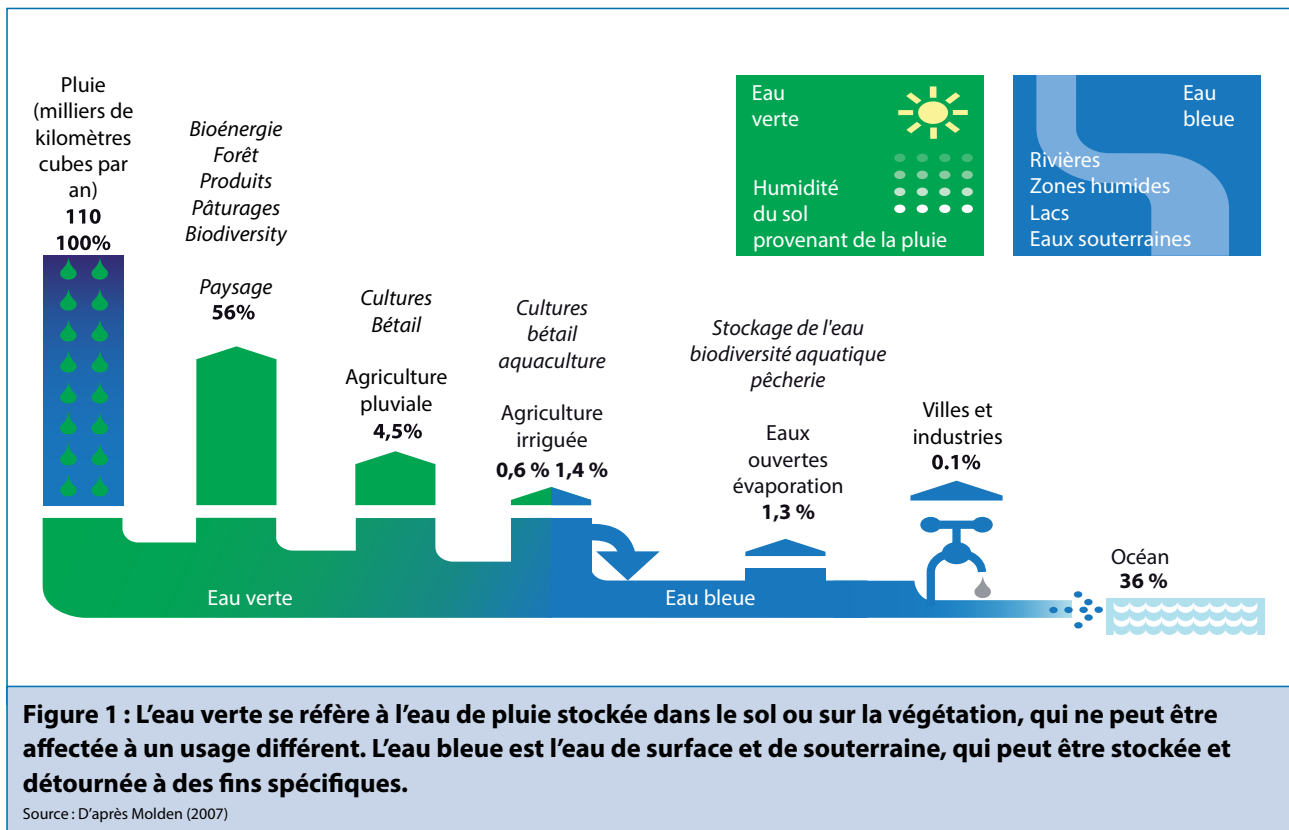 Pluie
(milliers de
kilomètres
cubes par
an)
110
100%
Bioénergie
Forêt
Produits
Pâturages
Biodiversity
Paysage
56%
Cultures
Bétail
Agriculture
pluviale
4,5%
Cultures
bétail
aquaculture
Agriculture
irriguée
0,6 % 1,4 %
Stockage de l'eau
biodiversité aquatique
pêcherie
Eaux
ouvertes
évaporation
1,3 %
Villes et
industries
0.1%
Océan
36 %
Eau
verte
Humidité
du sol
provenant de la pluie
Eau
bleue
Rivières
Zones humides
Lacs
Eaux souterraines
Eau verte
Eau bleue
Figure 1 : L’eau verte se réfère à l’eau de pluie stockée dans le sol ou sur la végétation, qui ne peut être
affectée à un usage différent. L’eau bleue est l’eau de surface et de souterraine, qui peut être stockée et
détournée à des fins spécifiques.
Source : D’après Molden (2007)